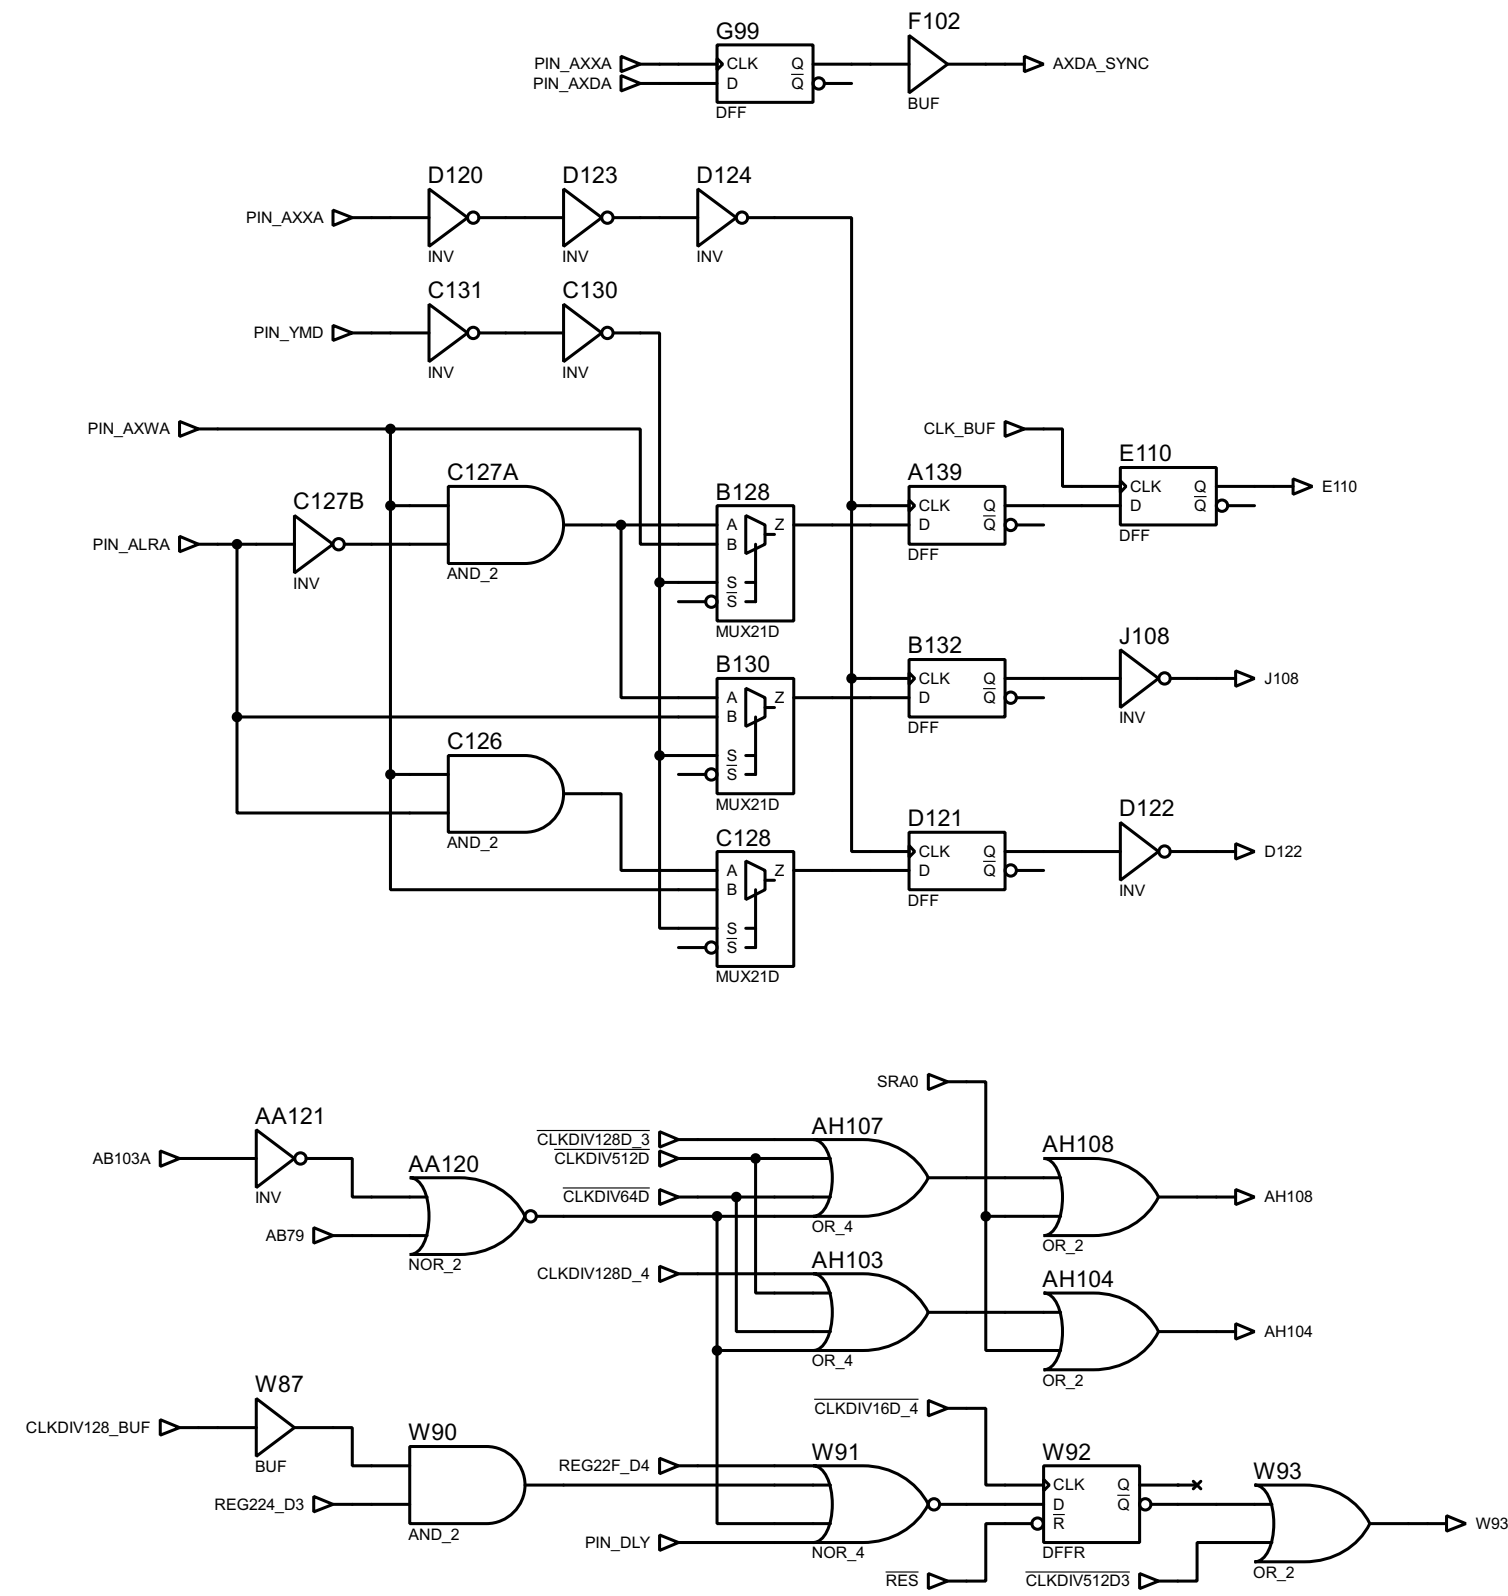 G99
F102
PIN_AXXA
CLK
Q
AXDA_SYNC
PIN_AXDA
D
Q
DFF
BUF
D120
D123
D124
PIN_AXXA
INV
INV
INV
C131
C130
PIN_YMD
INV
INV
PIN_AXWA
CLK_BUF
C127A
A139
E110
C127B
B128
CLK
Q
E110
PIN_ALRA
A
Z
CLK
Q
D
Q
B
D
Q
DFF
INV
AND_2
S
DFF
S
MUX21D
B130
B132
J108
A
Z
CLK
Q
J108
B
D
Q
DFF
INV
C126
S
S
AND_2
MUX21D
C128
D121
D122
A
Z
CLK
Q
D122
B
D
Q
DFF
INV
S
S
MUX21D
SRA0
AA121
AH107
AB103A
CLKDIV128D_3
CLKDIV512D
AH108
AA120
INV
CLKDIV64D
AH108
AB79
OR_4
OR_2
NOR_2
CLKDIV128D_4
AH103
AH104
AH104
OR_4
OR_2
W87
CLKDIV16D_4
CLKDIV128_BUF
W90
W91
W92
BUF
REG22F_D4
W93
REG224_D3
CLK
Q
D
Q
R
W93
AND_2
PIN_DLY
NOR_4
DFFR
RES
CLKDIV512D3
OR_2